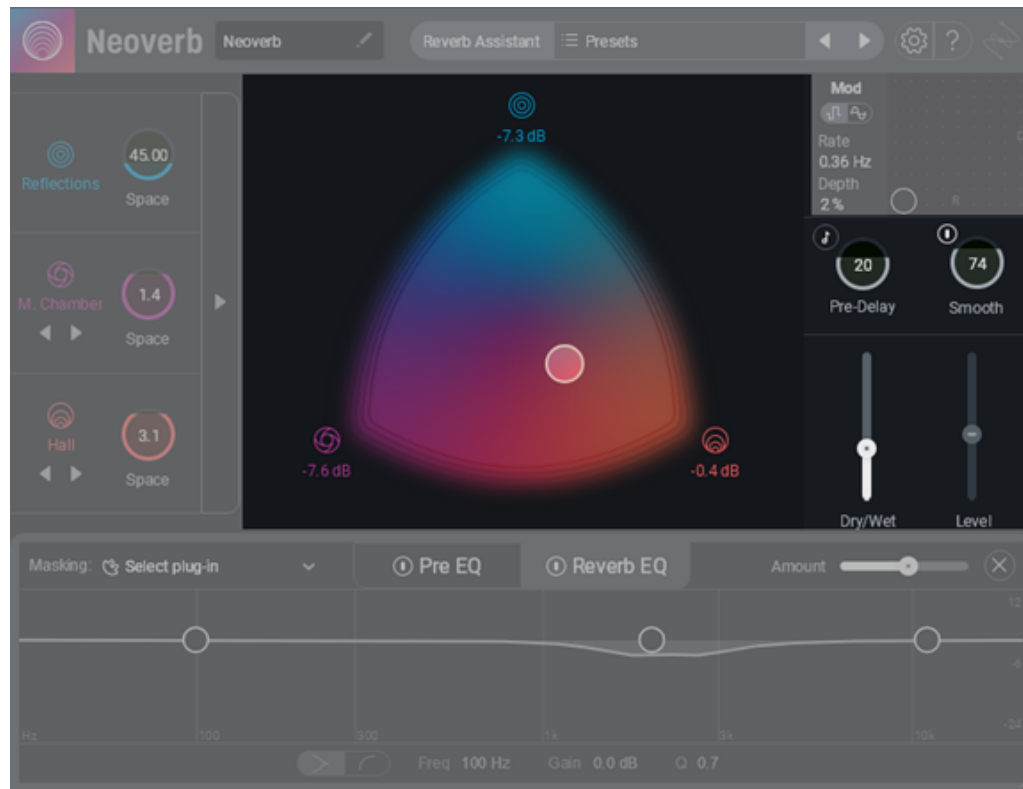 Neoverb
Neoverb
Reverb Assistant
Presets
?
-7.3 dB
Mod
Rate
0.36 Hz
Depth
2 %
R
Reflections
45.00
Space
M. Chamber
1.4
Space
Hall
3.1
Space
-7.6 dB
-0.4 dB
20
Pre-Delay
74
Smooth
Dry/Wet
Level
Masking:
Select plug-in
Pre EQ
Reverb EQ
Amount
12
-6
-24
Hz
100
300
1k
3k
10k
Freq 100 Hz
Gain 0.0 dB
Q 0.7